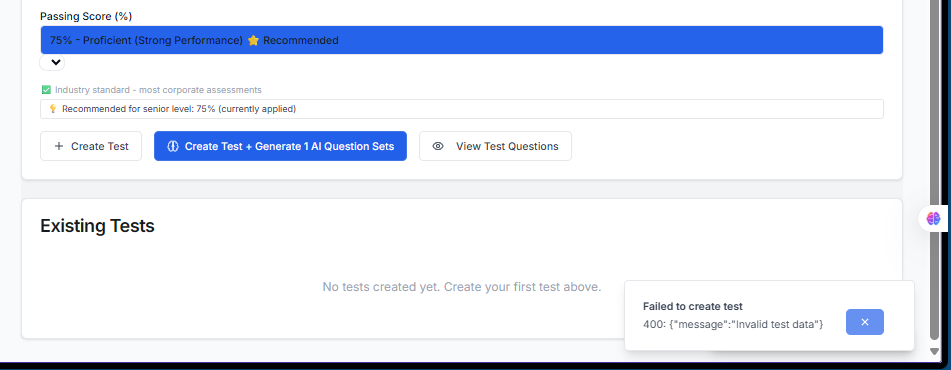 Passing Score (%)
75% - Proficient (Strong Performance) ⭐ Recommended
✅ Industry standard - most corporate assessments
💡 Recommended for senior level: 75% (currently applied)
+ Create Test
Create Test + Generate 1 AI Question Sets
View Test Questions
Existing Tests
No tests created yet. Create your first test above.
Failed to create test
400: {"message":"Invalid test data"}